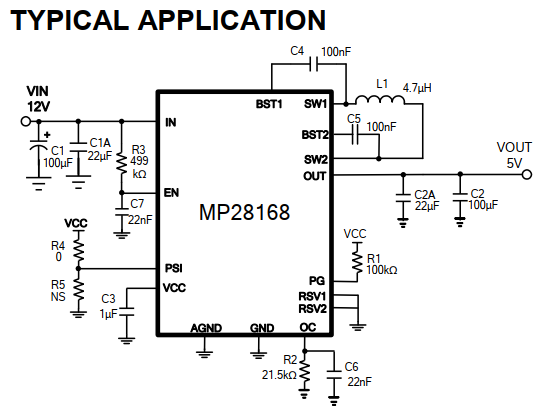 TYPICAL APPLICATION
C4
100nF
VIN
12V
BST1
SW1
L1
4.7µH
IN
C1
100µF
C1A
22µF
R3
499
kΩ
BST2
C5
100nF
SW2
OUT
VOUT
5V
EN
C7
22nF
MP28168
C2A
22µF
C2
100µF
VCC
R4
0
PSI
R5
NS
VCC
C3
1µF
VCC
R1
100kΩ
PG
RSV1
RSV2
AGND
GND
OC
R2
21.5kΩ
C6
22nF
+